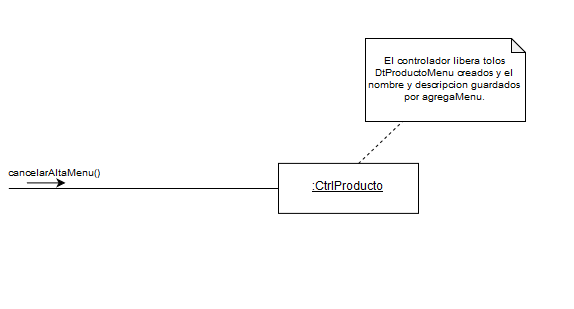 El controlador libera tolos
DtProductoMenu creados y el
nombre y descripcion guardados
por agregaMenu.
cancelarAltaMenu()
:CtrlProducto